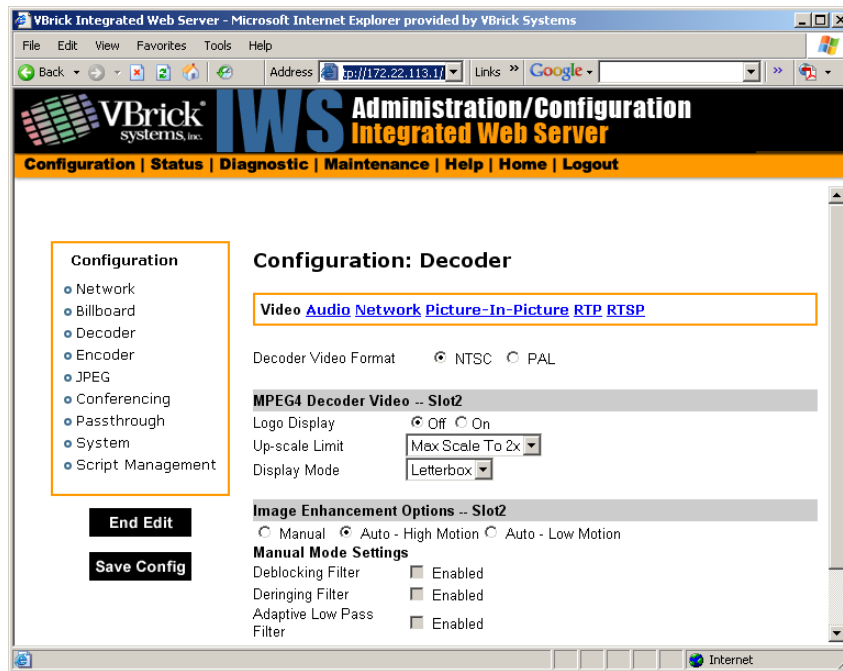 VBrick Integrated Web Server - Microsoft Internet Explorer provided by VBrick Systems
File Edit View Favorites Tools Help
Back Address tp://172.22.113.1/ Links » Google »
VBrick systems, inc. IWS Administration/Configuration
Integrated Web Server
Configuration | Status | Diagnostic | Maintenance | Help | Home | Logout
Configuration
Network
Billboard
Decoder
Encoder
JPEG
Conferencing
Passthrough
System
Script Management
End Edit
Save Config
Configuration: Decoder
Video Audio Network Picture-In-Picture RTP RTSP
Decoder Video Format NTSC PAL
MPEG4 Decoder Video -- Slot2
Logo Display Off On
Up-scale Limit Max Scale To 2x
Display Mode Letterbox
Image Enhancement Options -- Slot2
Manual Auto - High Motion Auto - Low Motion
Manual Mode Settings
Deblocking Filter Enabled
Deringing Filter Enabled
Adaptive Low Pass
Filter Enabled
Internet